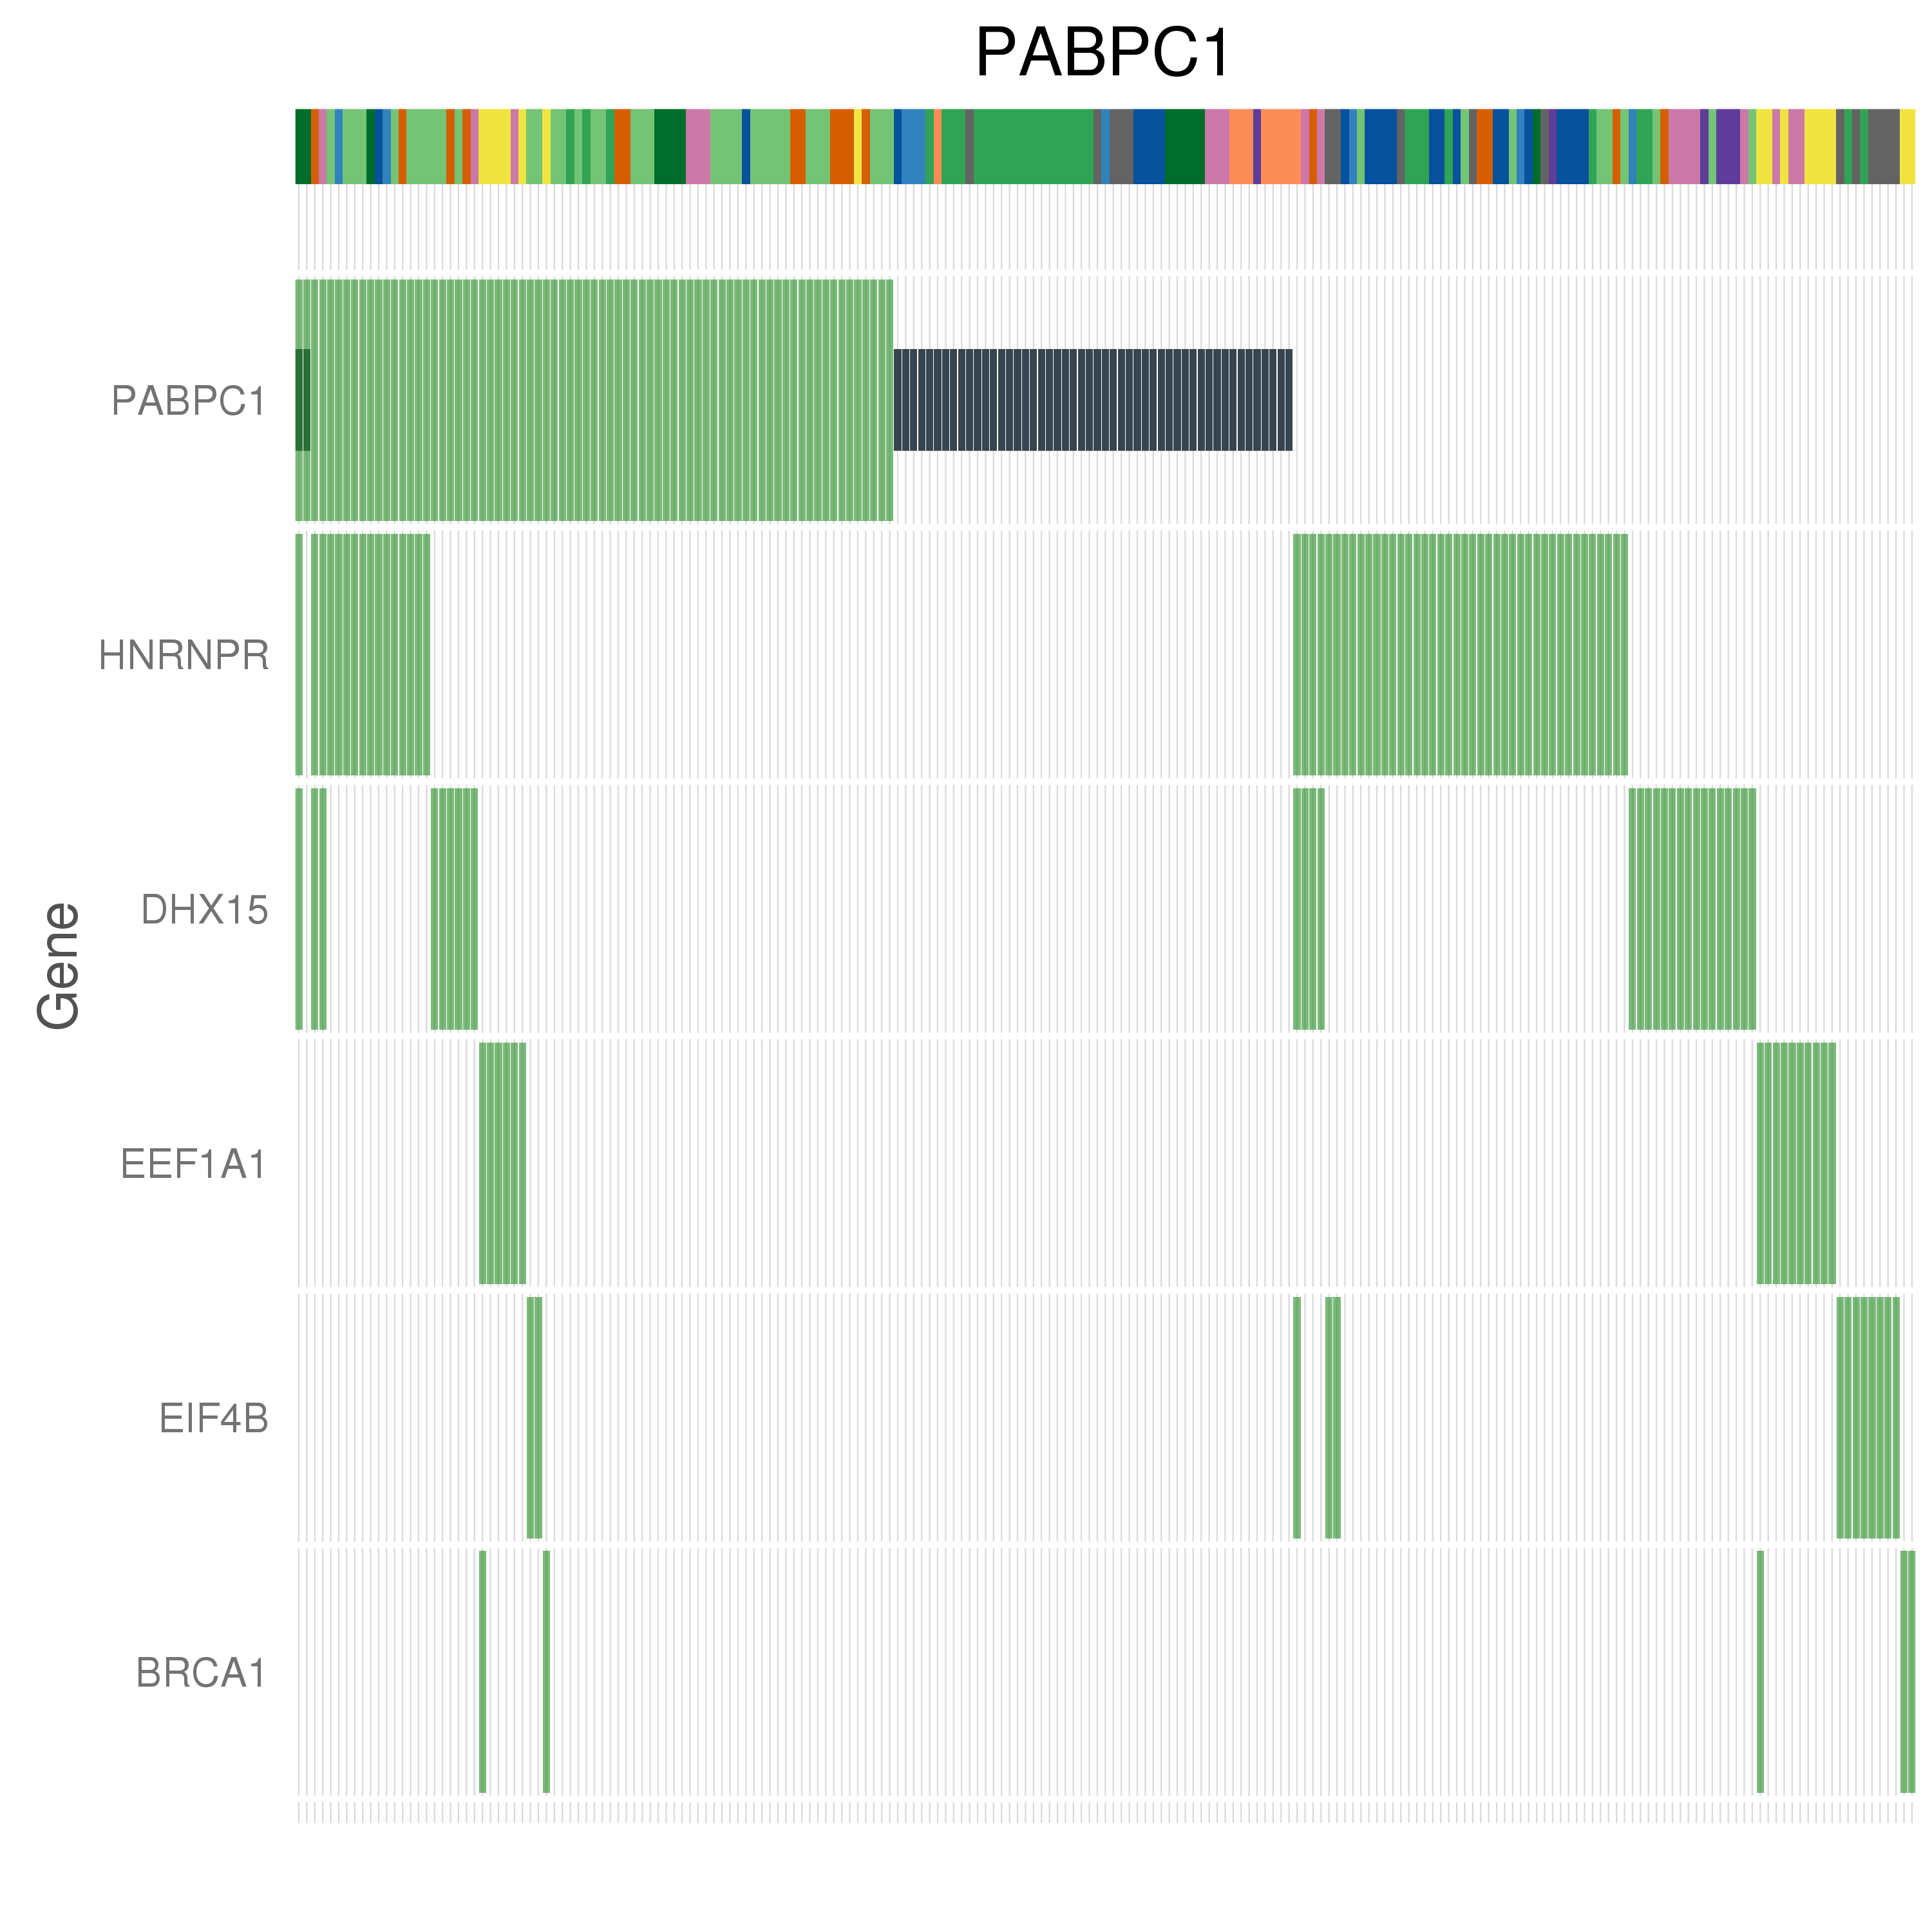 PABPC1
PABPC1
HNRNPR
DHX15
Gene
EEF1A1
EIF4B
BRCA1